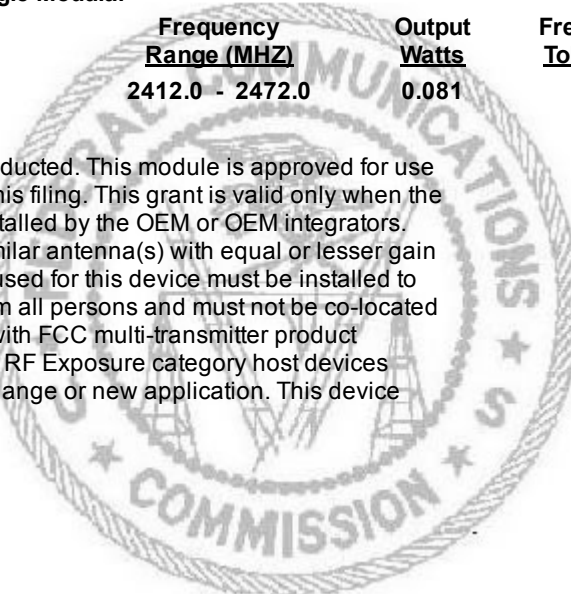 Frequency Output Fre
Range (MHZ) Watts To
2412.0 - 2472.0 0.081
ducted. This module is approved for use
his filing. This grant is valid only when the
talled by the OEM or OEM integrators.
milar antenna(s) with equal or lesser gain
used for this device must be installed to
m all persons and must not be co-located
with FCC multi-transmitter product
RF Exposure category host devices
ange or new application. This device
COMMUNICATIONS
COMMISSION